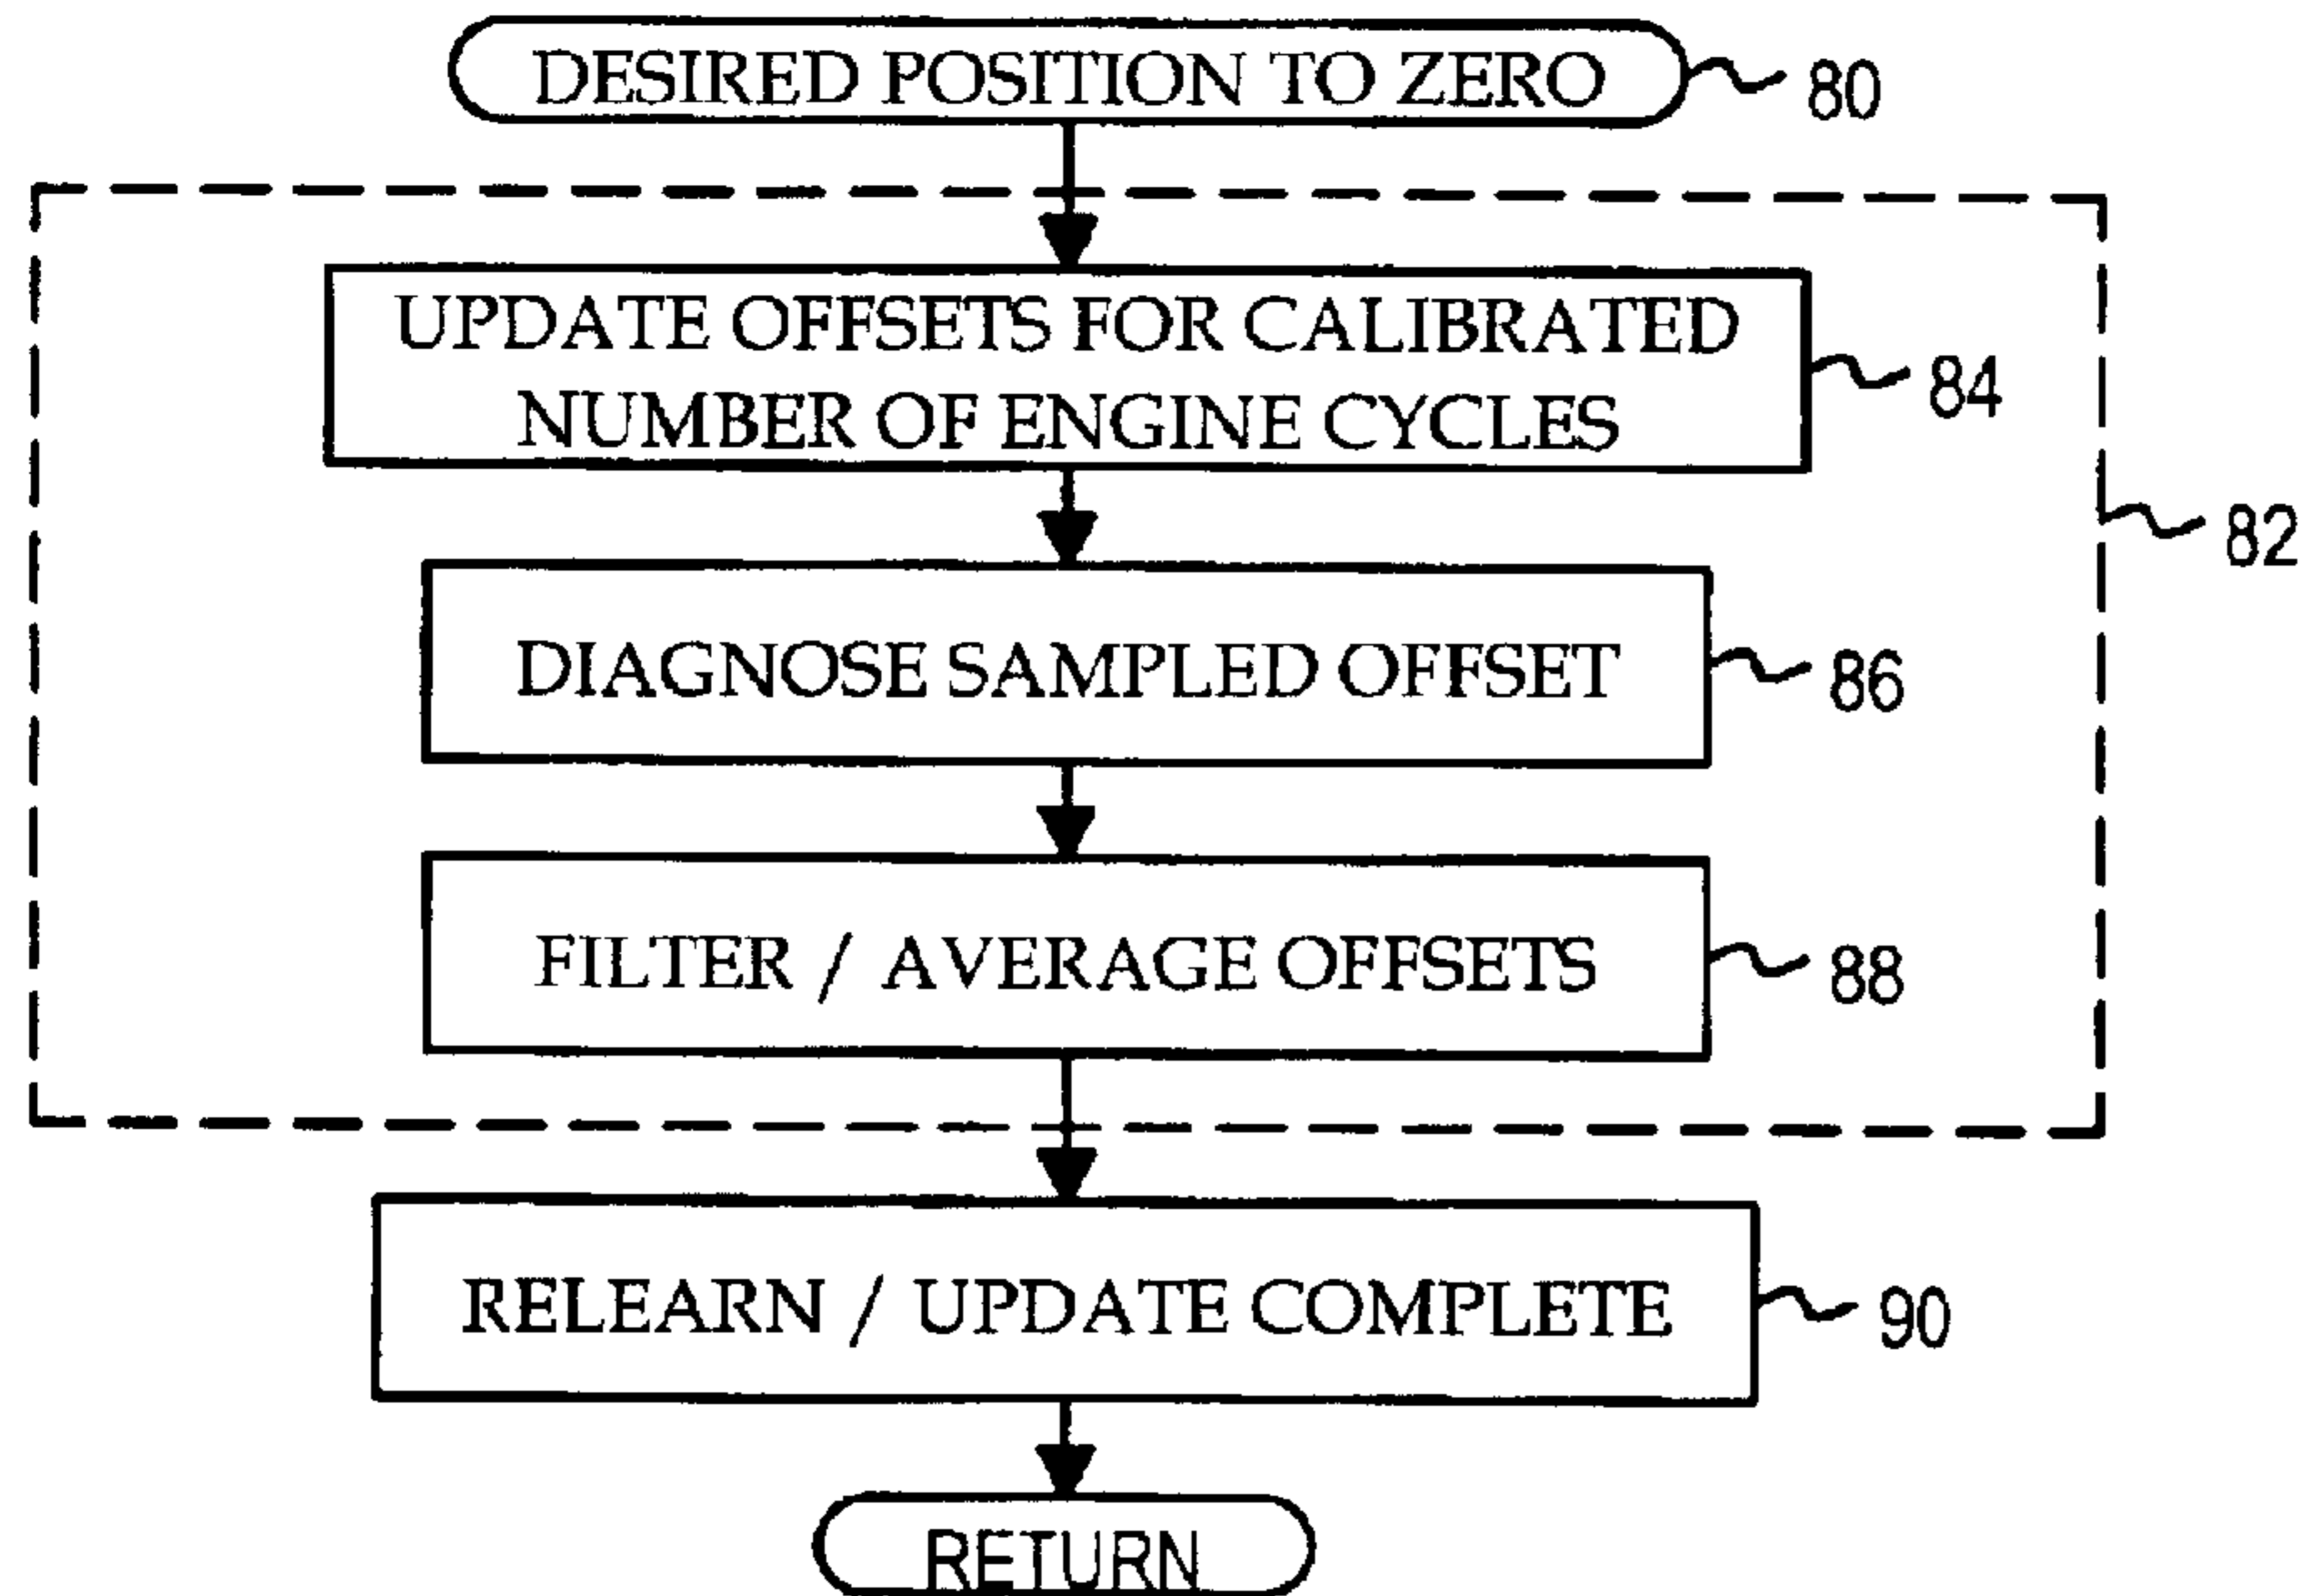 DESIRED POSITION TO ZERO
80
UPDATE OFFSETS FOR CALIBRATED
NUMBER OF ENGINE CYCLES
84
82
DIAGNOSE SAMPLED OFFSET
86
FILTER / AVERAGE OFFSETS
88
RELEARN / UPDATE COMPLETE
90
RETURN